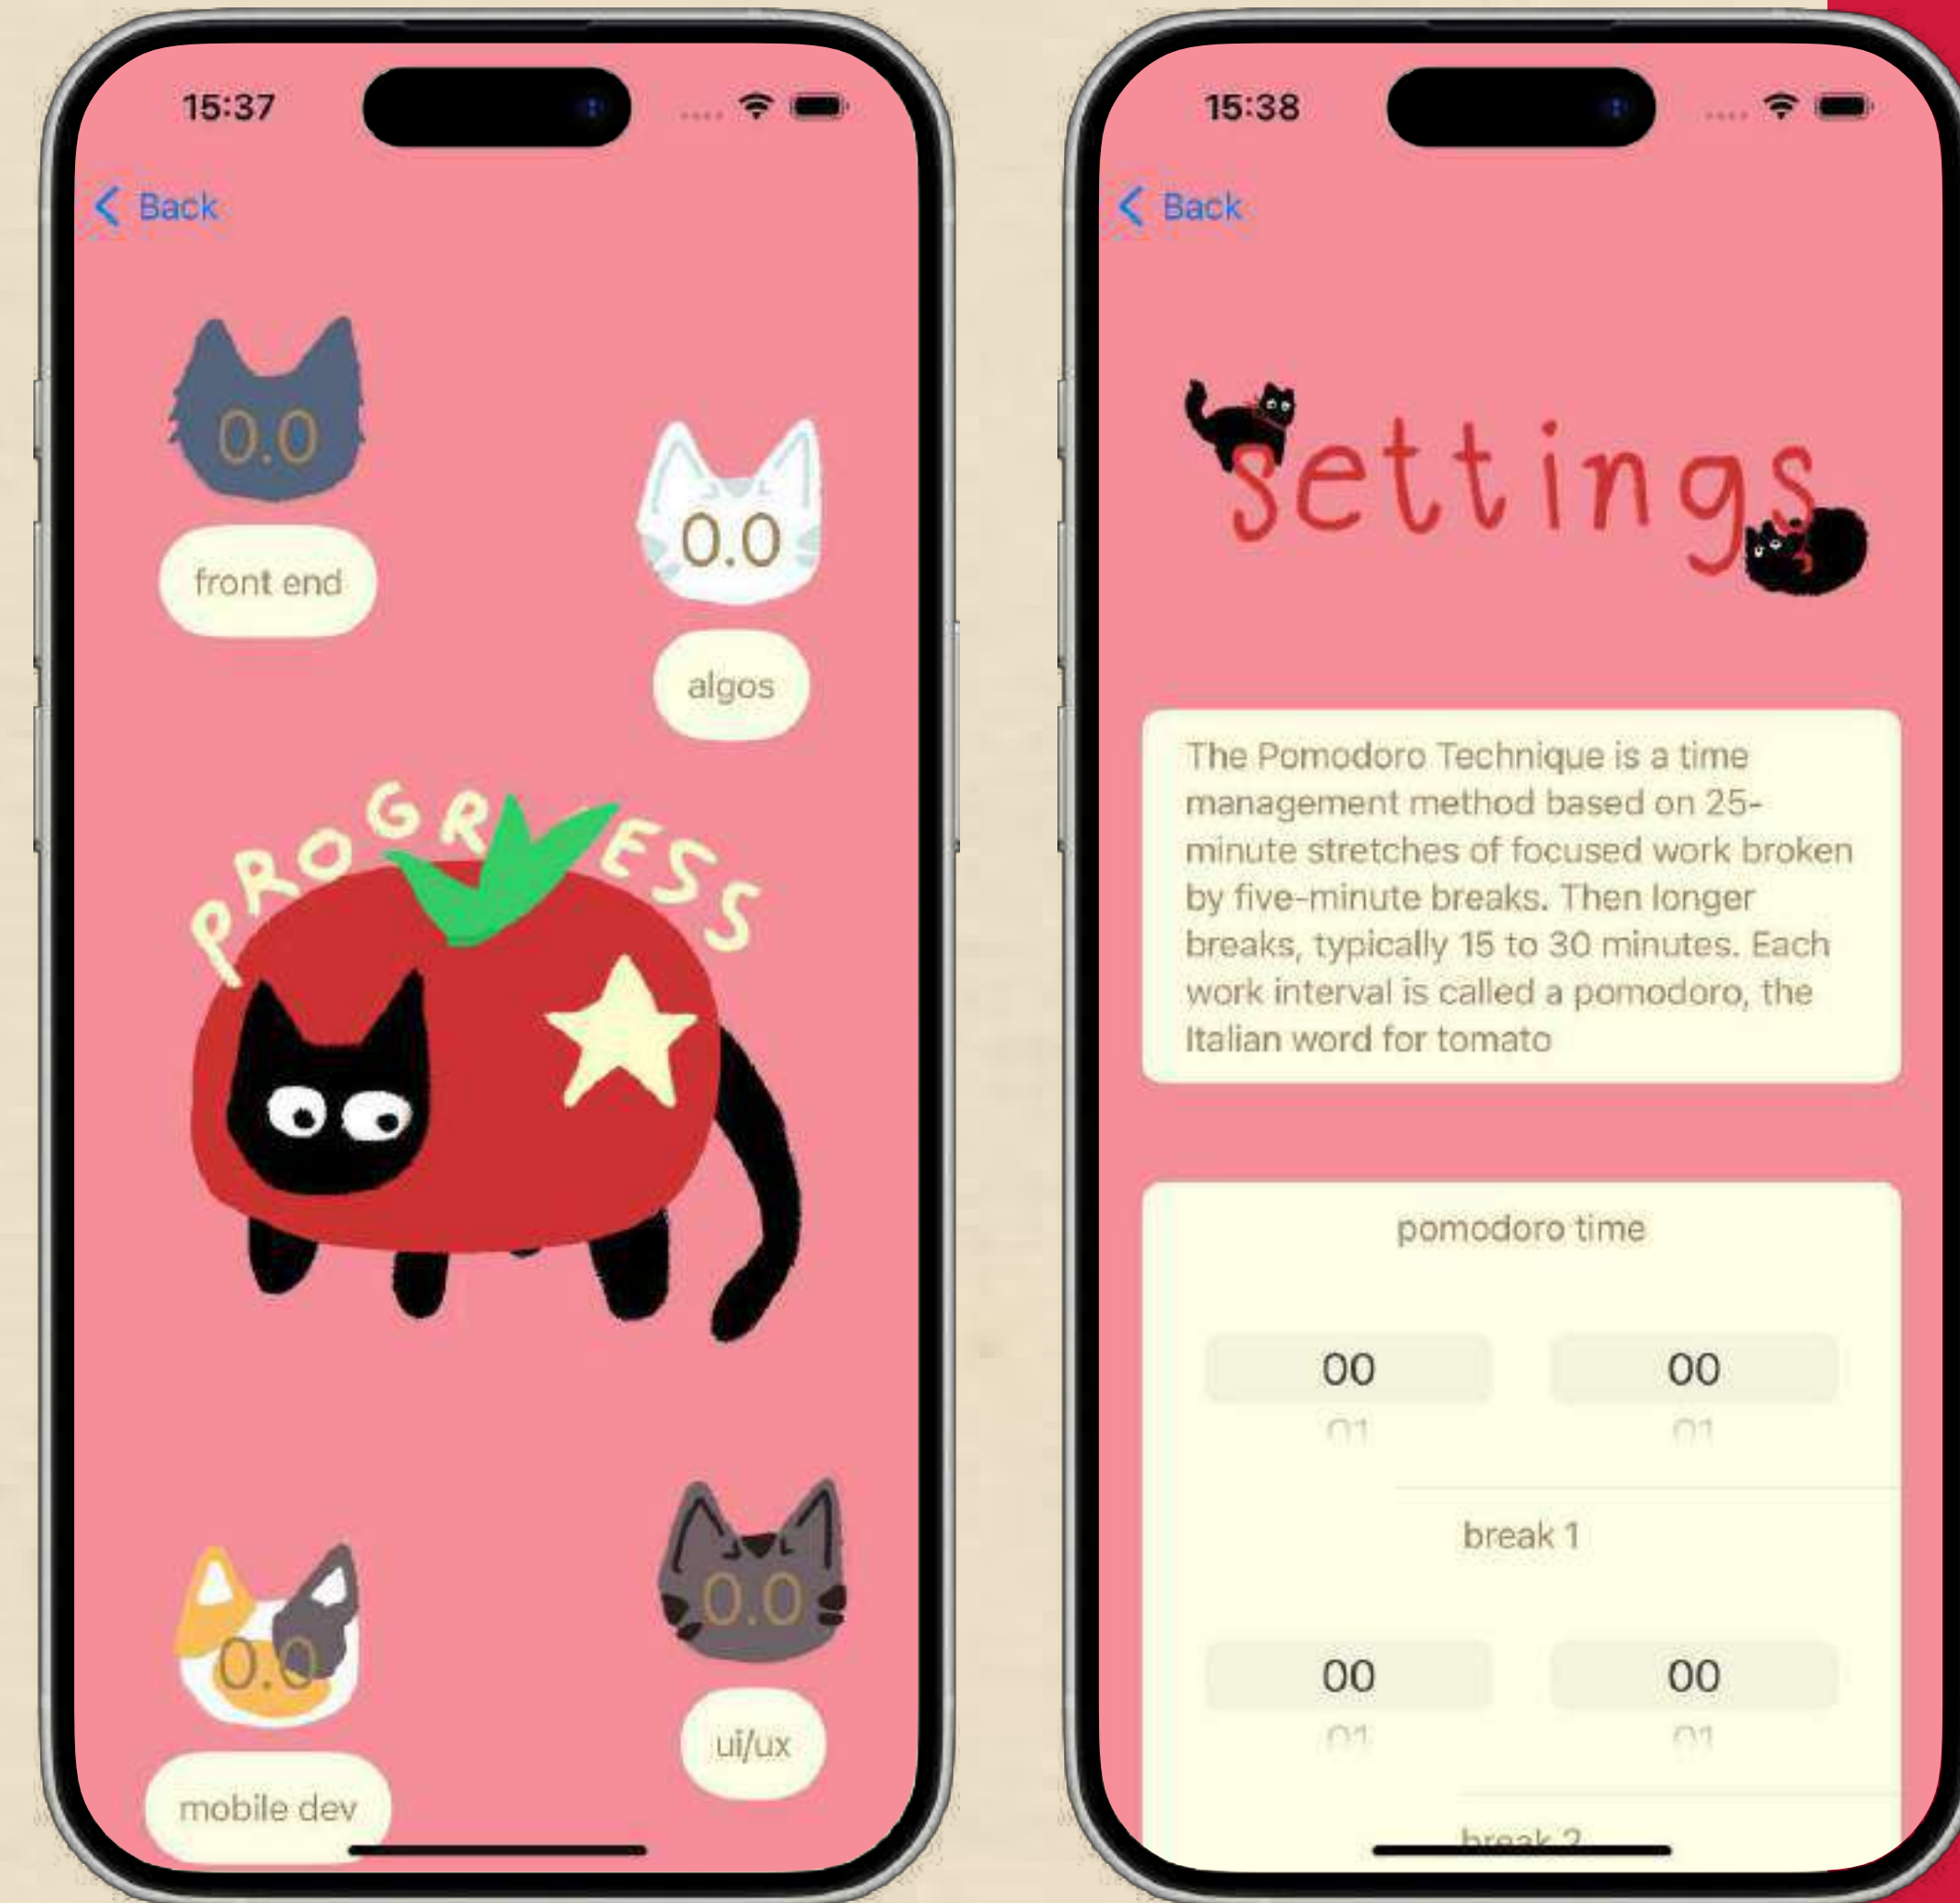 15:37
Back
0.0
front end
0.0
algos
PROGRESS
0.0
mobile dev
0.0
ui/ux
15:38
Back
settings
The Pomodoro Technique is a time
management method based on 25-
minute stretches of focused work broken
by five-minute breaks. Then longer
breaks, typically 15 to 30 minutes. Each
work interval is called a pomodoro, the
Italian word for tomato
pomodoro time
00 00
01 01
break 1
00 00
01 01
break 2